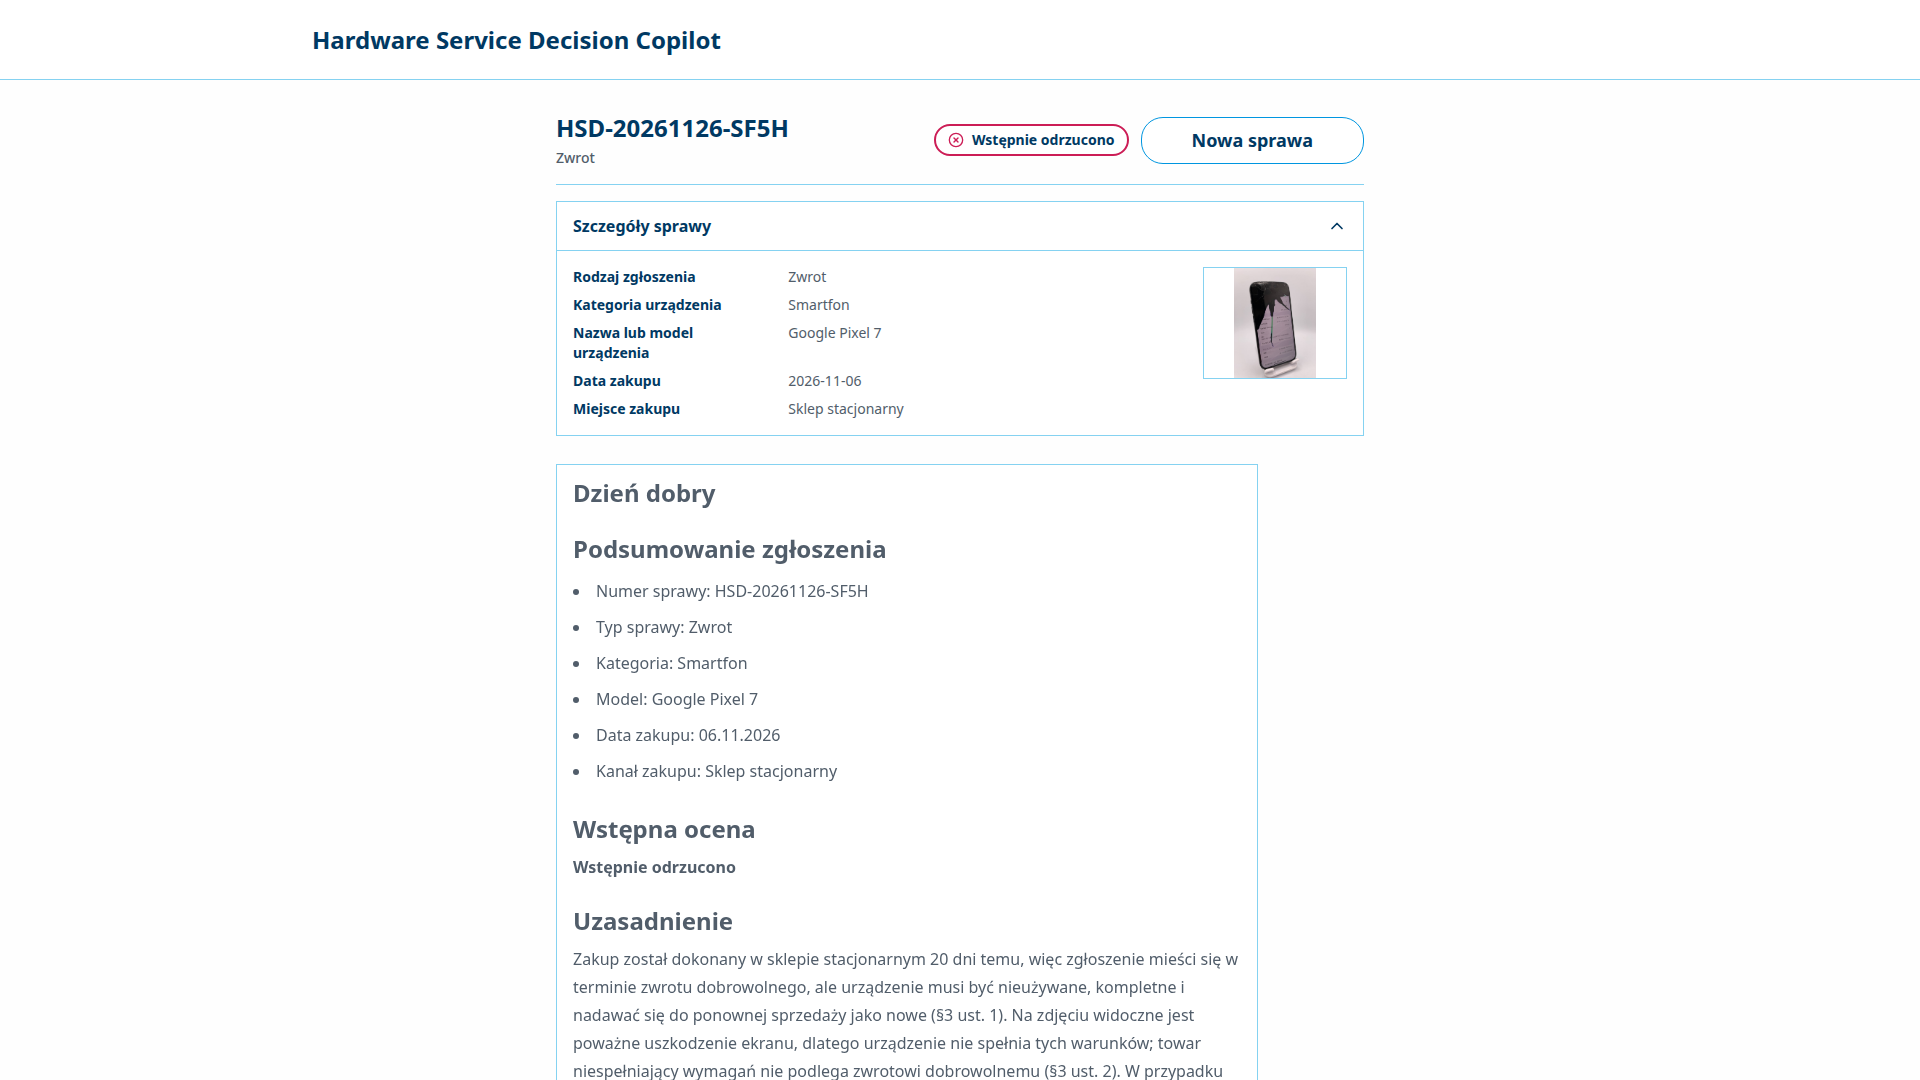 Hardware Service Decision Copilot
HSD-20261126-SF5H
Zwrot
Wstępnie odrzucono
Nowa sprawa
Szczegóły sprawy
Rodzaj zgłoszenia Zwrot
Kategoria urządzenia Smartfon
Nazwa lub model urządzenia Google Pixel 7
Data zakupu 2026-11-06
Miejsce zakupu Sklep stacjonarny
Dzień dobry
Podsumowanie zgłoszenia
Numer sprawy: HSD-20261126-SF5H
Typ sprawy: Zwrot
Kategoria: Smartfon
Model: Google Pixel 7
Data zakupu: 06.11.2026
Kanał zakupu: Sklep stacjonarny
Wstępna ocena
Wstępnie odrzucono
Uzasadnienie
Zakup został dokonany w sklepie stacjonarnym 20 dni temu, więc zgłoszenie mieści się w
terminie zwrotu dobrowolnego, ale urządzenie musi być nieużywane, kompletne i
nadawać się do ponownej sprzedaży jako nowe (§3 ust. 1). Na zdjęciu widoczne jest
poważne uszkodzenie ekranu, dlatego urządzenie nie spełnia tych warunków; towar
niespełniający wymagań nie podlega zwrotowi dobrowolnemu (§3 ust. 2). W przypadku